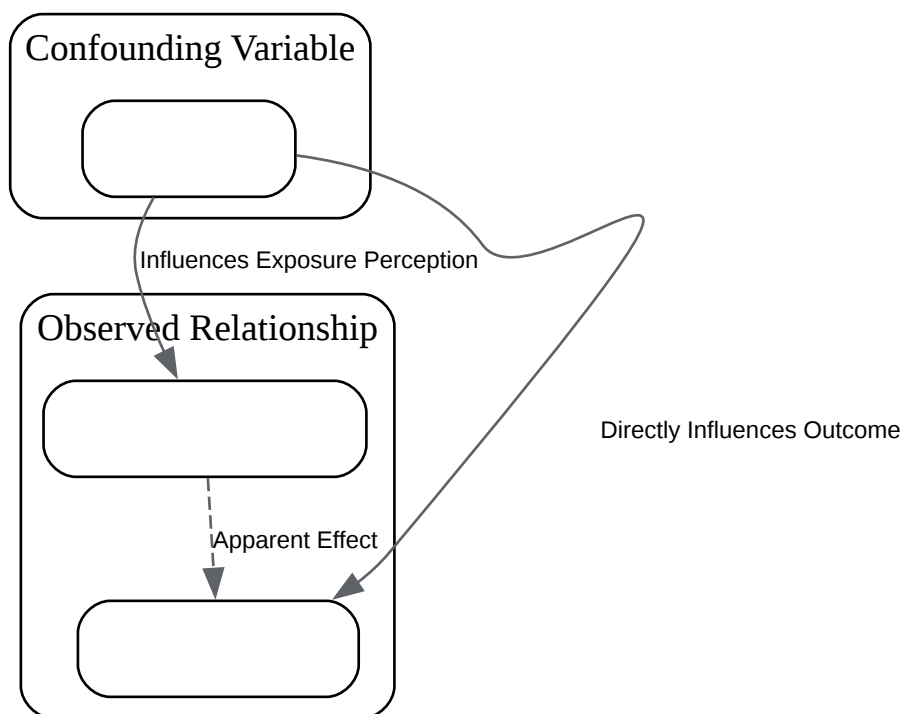 Confounding Variable
Influences Exposure Perception
Observed Relationship
Directly Influences Outcome
Apparent Effect